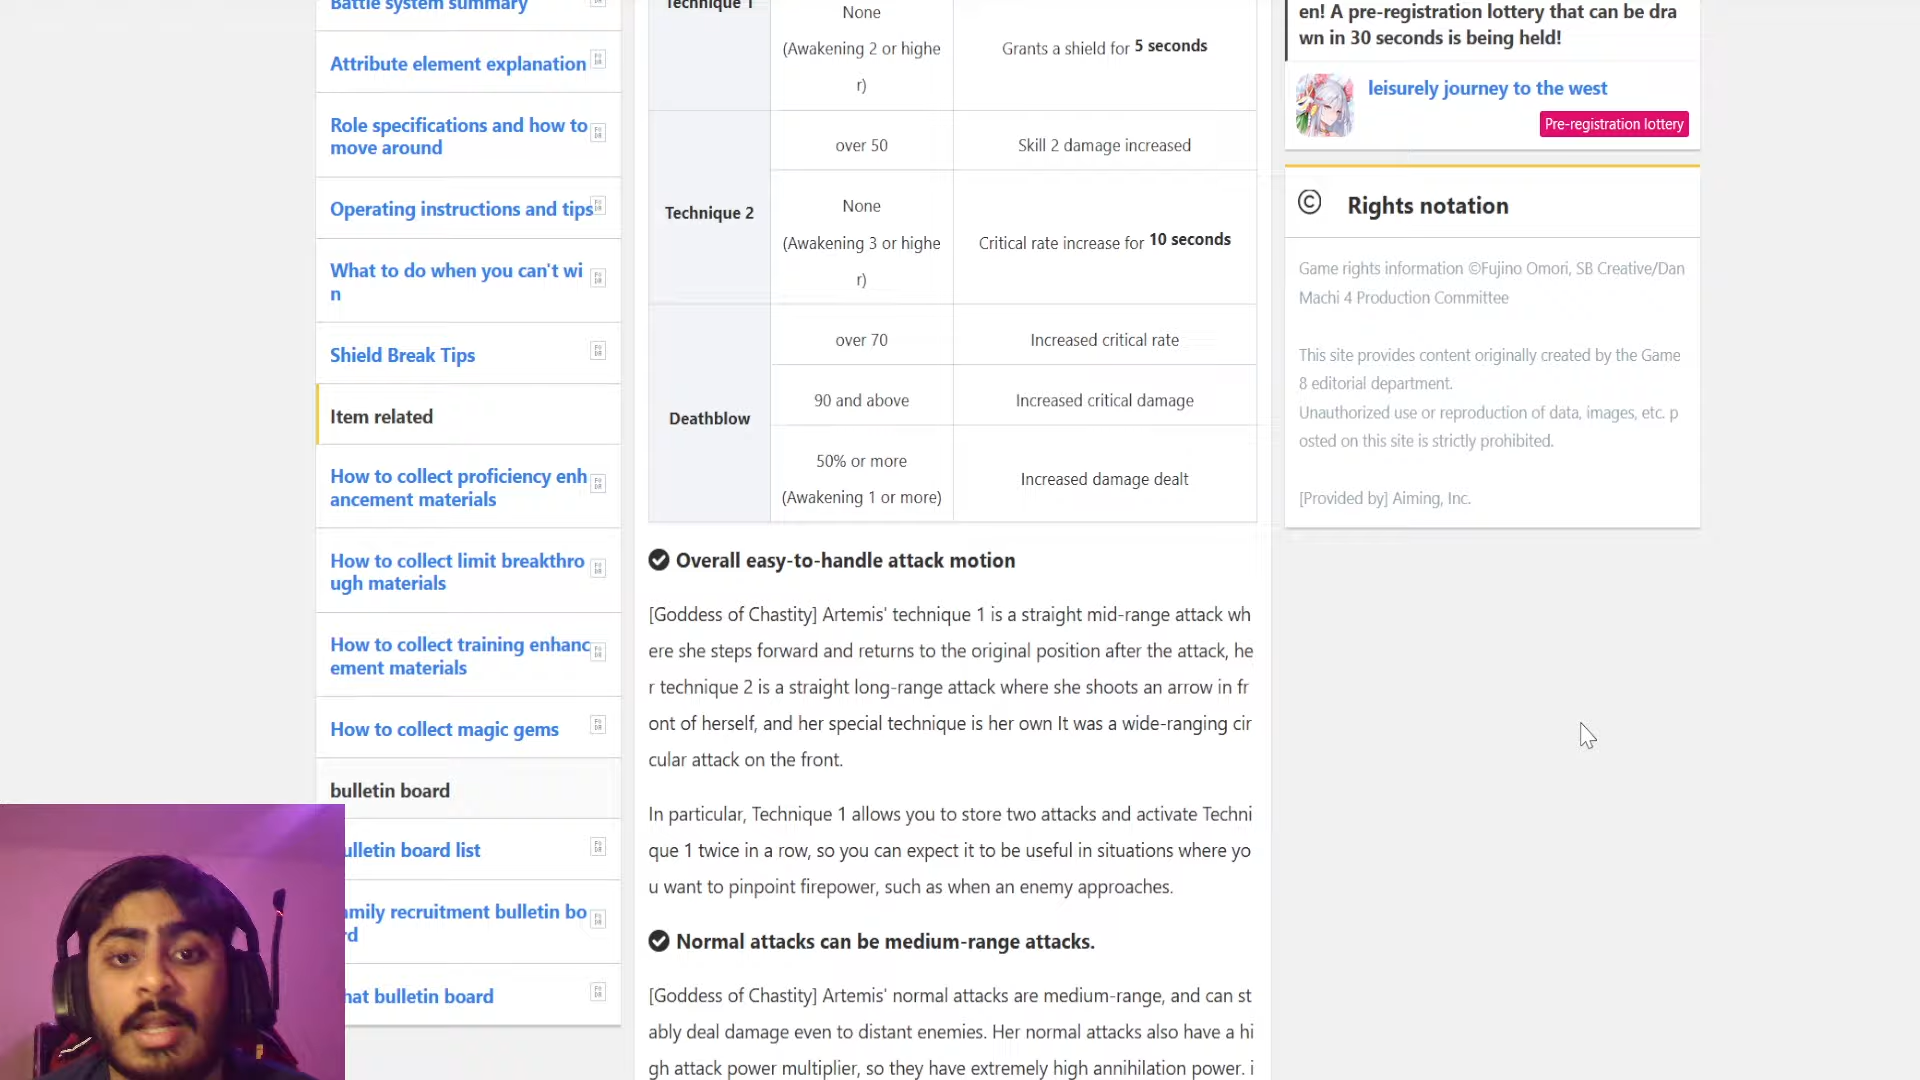 Battle system summary
Attribute element explanation
Role specifications and how to
move around
Operating instructions and tips
What to do when you can't wi
n
Shield Break Tips
Item related
How to collect proficiency enh
ancement materials
How to collect limit breakthro
ugh materials
How to collect training enhanc
ement materials
How to collect magic gems
bulletin board
ulletin board list
amily recruitment bulletin bo
rd
hat bulletin board
Technique 1
None
(Awakening 2 or highe
r)
Grants a shield for 5 seconds
Technique 2
over 50
Skill 2 damage increased
None
(Awakening 3 or highe
r)
Critical rate increase for 10 seconds
Deathblow
over 70
Increased critical rate
90 and above
Increased critical damage
50% or more
(Awakening 1 or more)
Increased damage dealt
Overall easy-to-handle attack motion
[Goddess of Chastity] Artemis' technique 1 is a straight mid-range attack wh
ere she steps forward and returns to the original position after the attack, he
r technique 2 is a straight long-range attack where she shoots an arrow in fr
ont of herself, and her special technique is her own It was a wide-ranging cir
cular attack on the front.
In particular, Technique 1 allows you to store two attacks and activate Techni
que 1 twice in a row, so you can expect it to be useful in situations where yo
u want to pinpoint firepower, such as when an enemy approaches.
Normal attacks can be medium-range attacks.
[Goddess of Chastity] Artemis' normal attacks are medium-range, and can st
ably deal damage even to distant enemies. Her normal attacks also have a hi
gh attack power multiplier, so they have extremely high annihilation power. i
en! A pre-registration lottery that can be dra
wn in 30 seconds is being held!
leisurely journey to the west
Pre-registration lottery
© Rights notation
Game rights information ©Fujino Omori, SB Creative/Dan
Machi 4 Production Committee
This site provides content originally created by the Game
8 editorial department.
Unauthorized use or reproduction of data, images, etc. p
osted on this site is strictly prohibited.
[Provided by] Aiming, Inc.